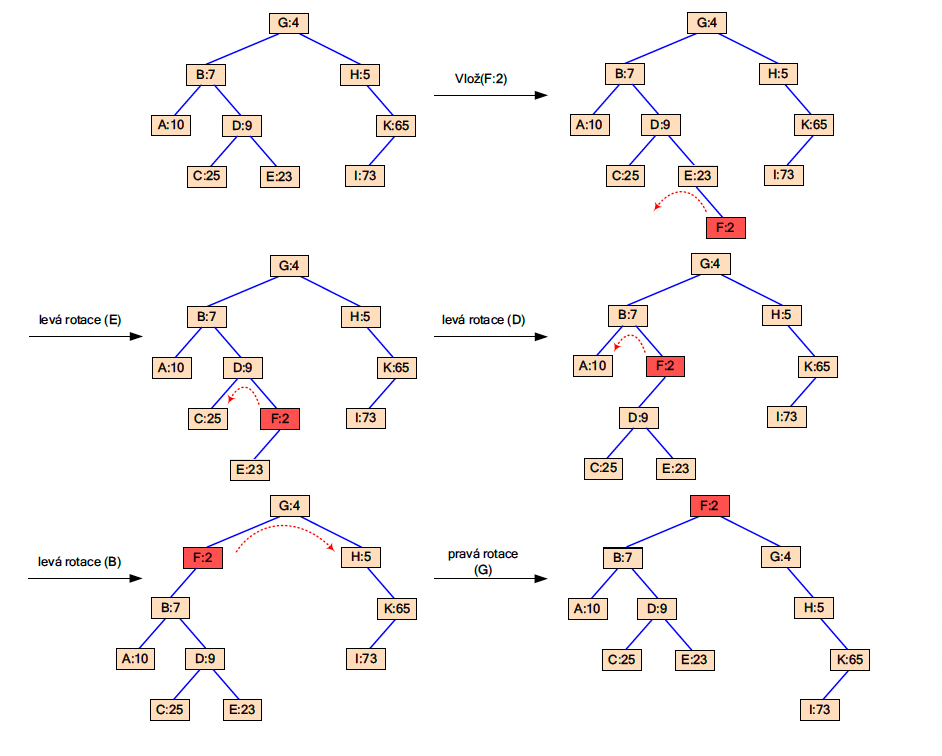 G:4
B:7 H:5
A:10 D:9 K:65
C:25 E:23 I:73
Vlož(F:2)
G:4
B:7 H:5
A:10 D:9 K:65
C:25 E:23 I:73
F:2
levá rotace (E)
G:4
B:7 H:5
A:10 D:9 K:65
C:25 F:2 I:73
E:23
levá rotace (D)
G:4
B:7 H:5
A:10 F:2 K:65
D:9 I:73
C:25 E:23
levá rotace (B)
G:4
F:2 H:5
B:7 K:65
A:10 D:9 I:73
C:25 E:23
pravá rotace
(G)
F:2
B:7 G:4
A:10 D:9 H:5
C:25 E:23 K:65
I:73